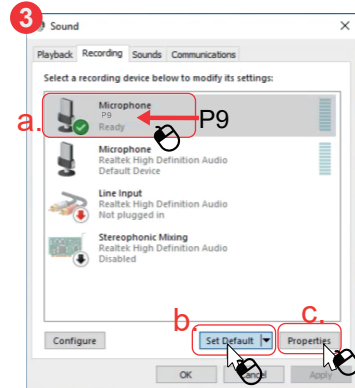 3
Sound
Playback Recording Sounds Communications
Select a recording device below to modify its settings:
a.
Microphone
P9
Ready
P9
Microphone
Realtek High Definition Audio
Default Device
Line Input
Realtek High Definition Audio
Not plugged in
Stereophonic Mixing
Realtek High Definition Audio
Disabled
b.
c.
Configure Set Default Properties
OK Cancel Apply